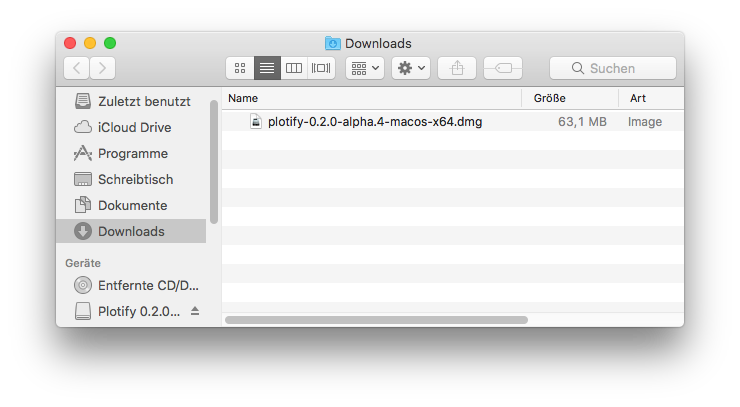 Downloads
Suchen
Zuletzt benutzt
iCloud Drive
Programme
Schreibtisch
Dokumente
Downloads
Geräte
Entfernte CD/D...
Plotify 0.2.0...
Name Größe Art
plotify-0.2.0-alpha.4-macos-x64.dmg 63,1 MB Image